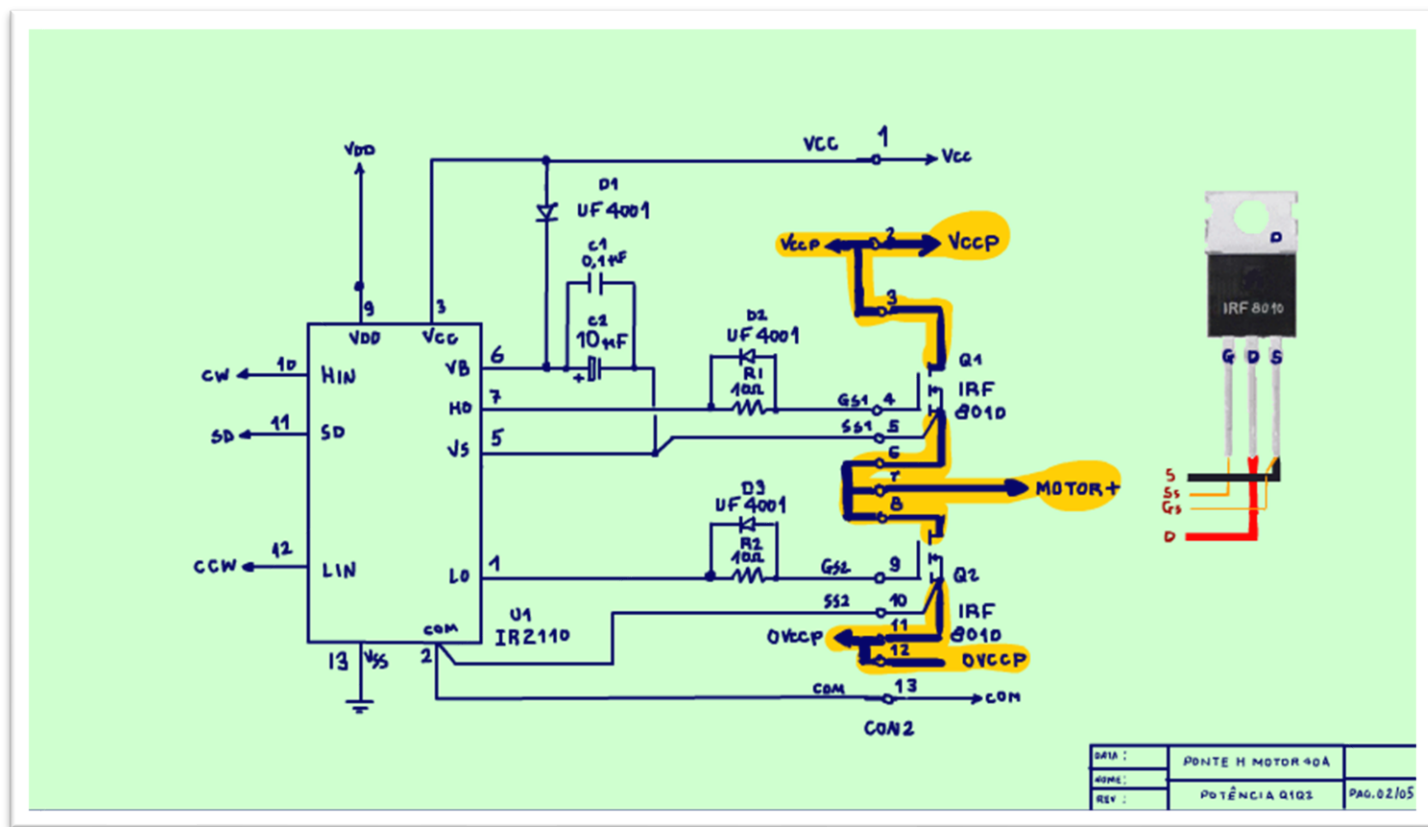 VCC 1
VCC
VDD
D1
UF4001
C1
0,1µF
C2
10µF
+
9
3
VDD
VCC
CW
10
HIN
SD
11
SD
CCW
12
LIN
VB
6
HO
7
VS
5
LO
1
COM
13
VSS
2
U1
IR2110
D2
UF4001
R1
10Ω
D3
UF4001
R2
10Ω
VCCP
2
VCCP
3
Q1
IRF
8010
GS1 4
SS1 5
6
7
MOTOR+
8
GS2 9
Q2
SS2 10
IRF
8010
0VCCP
11
12
0VCCP
COM 13
COM
CON2
D
IRF 8010
G D S
S
Ss
Gs
D
DATA:
NOME:
REV:
PONTE H MOTOR 40A
POTÊNCIA Q1Q2
PAG.02/05